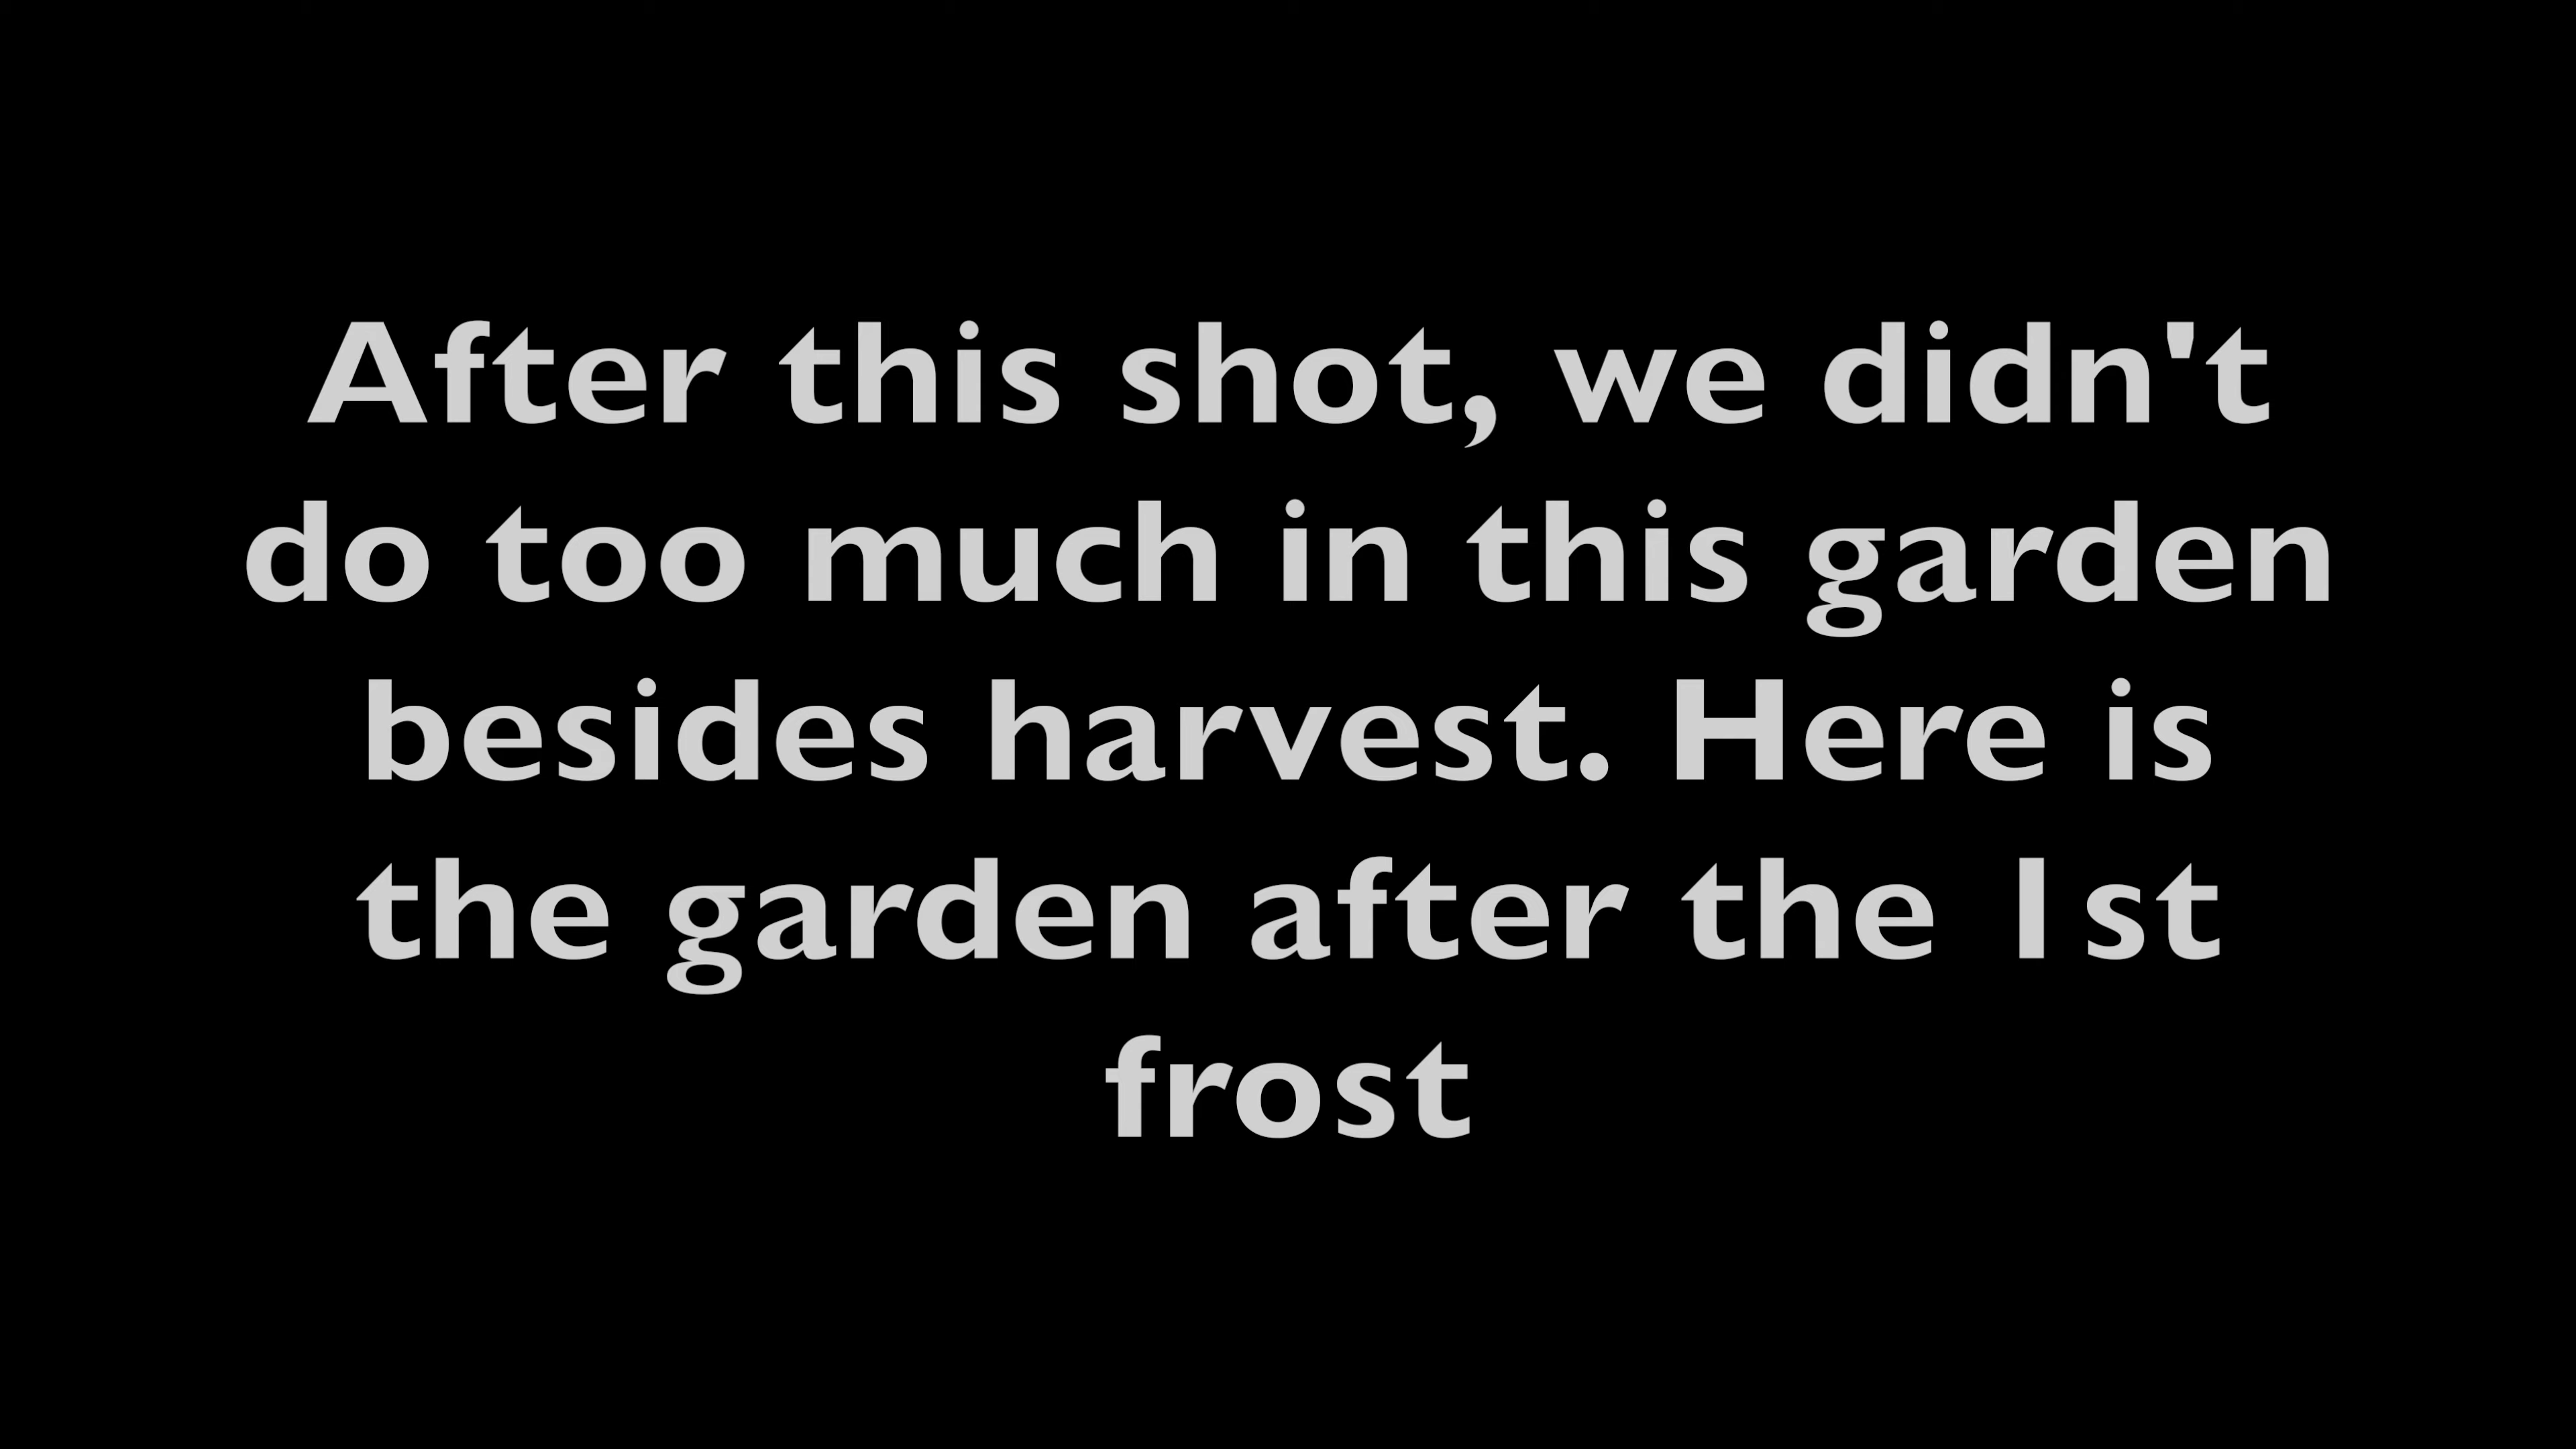 After this shot, we didn't
do too much in this garden
besides harvest. Here is
the garden after the 1st
frost